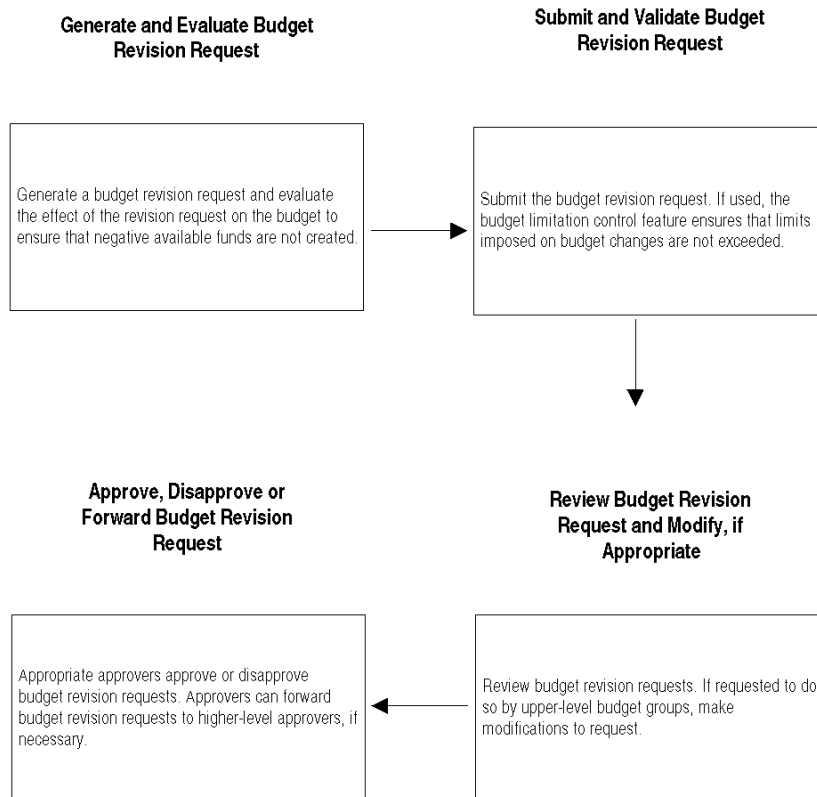 Generate and Evaluate Budget
Revision Request
Submit and Validate Budget
Revision Request
Generate a budget revision request and evaluate
the effect of the revision request on the budget to
ensure that negative available funds are not created.
Submit the budget revision request. If used, the
budget limitation control feature ensures that limits
imposed on budget changes are not exceeded.
Approve, Disapprove or
Forward Budget Revision
Request
Review Budget Revision
Request and Modify, if
Appropriate
Appropriate approvers approve or disapprove
budget revision requests. Approvers can forward
budget revision requests to higher-level approvers, if
necessary.
Review budget revision requests. If requested to do
so by upper-level budget groups, make
modifications to request.